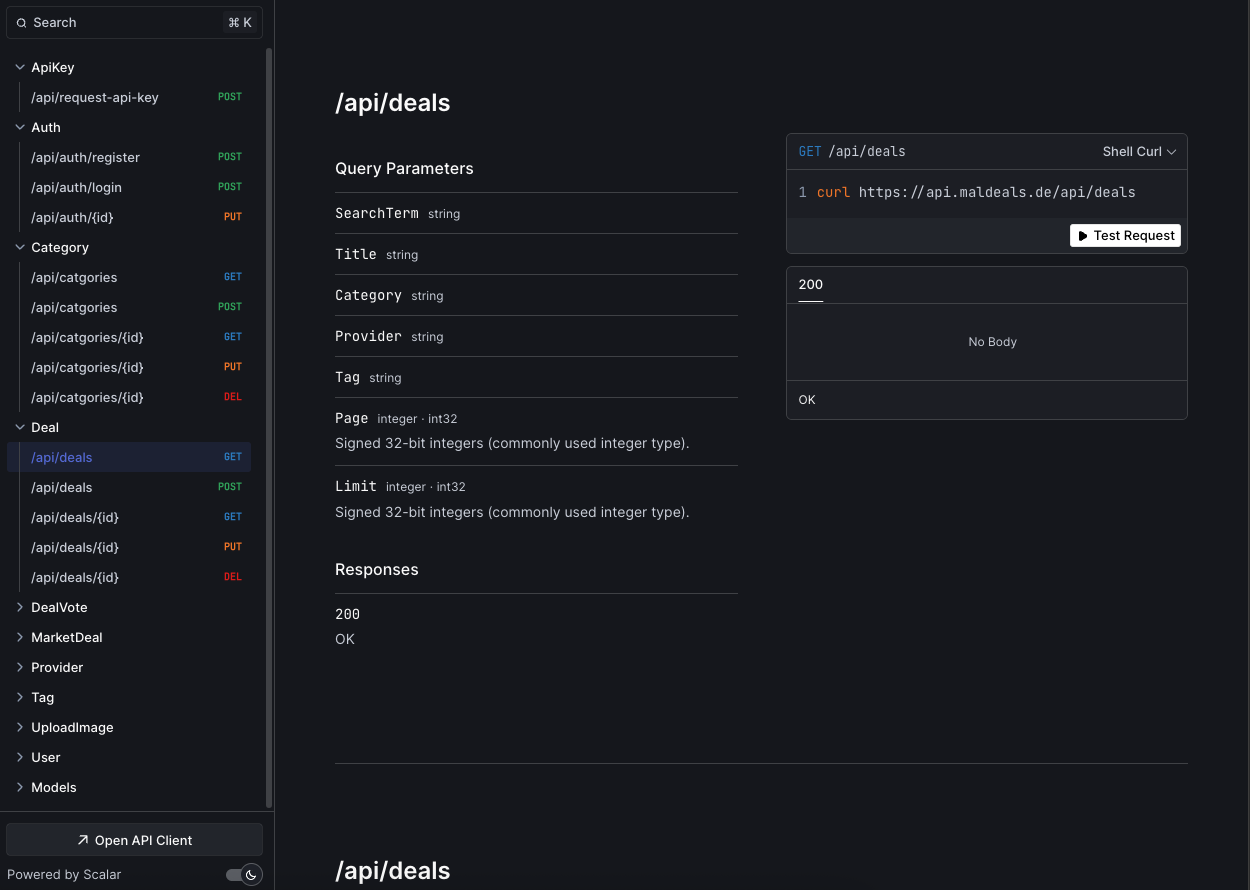 Search ⌘ K
ApiKey
/api/request-api-key POST
Auth
/api/auth/register POST
/api/auth/login POST
/api/auth/{id} PUT
Category
/api/catgories GET
/api/catgories POST
/api/catgories/{id} GET
/api/catgories/{id} PUT
/api/catgories/{id} DEL
Deal
/api/deals GET
/api/deals POST
/api/deals/{id} GET
/api/deals/{id} PUT
/api/deals/{id} DEL
DealVote
MarketDeal
Provider
Tag
UploadImage
User
Models
Open API Client
Powered by Scalar
/api/deals
Query Parameters
SearchTerm string
Title string
Category string
Provider string
Tag string
Page integer · int32
Signed 32-bit integers (commonly used integer type).
Limit integer · int32
Signed 32-bit integers (commonly used integer type).
Responses
200
OK
GET /api/deals Shell Curl
1 curl https://api.maldeals.de/api/deals
Test Request
200
No Body
OK
/api/deals